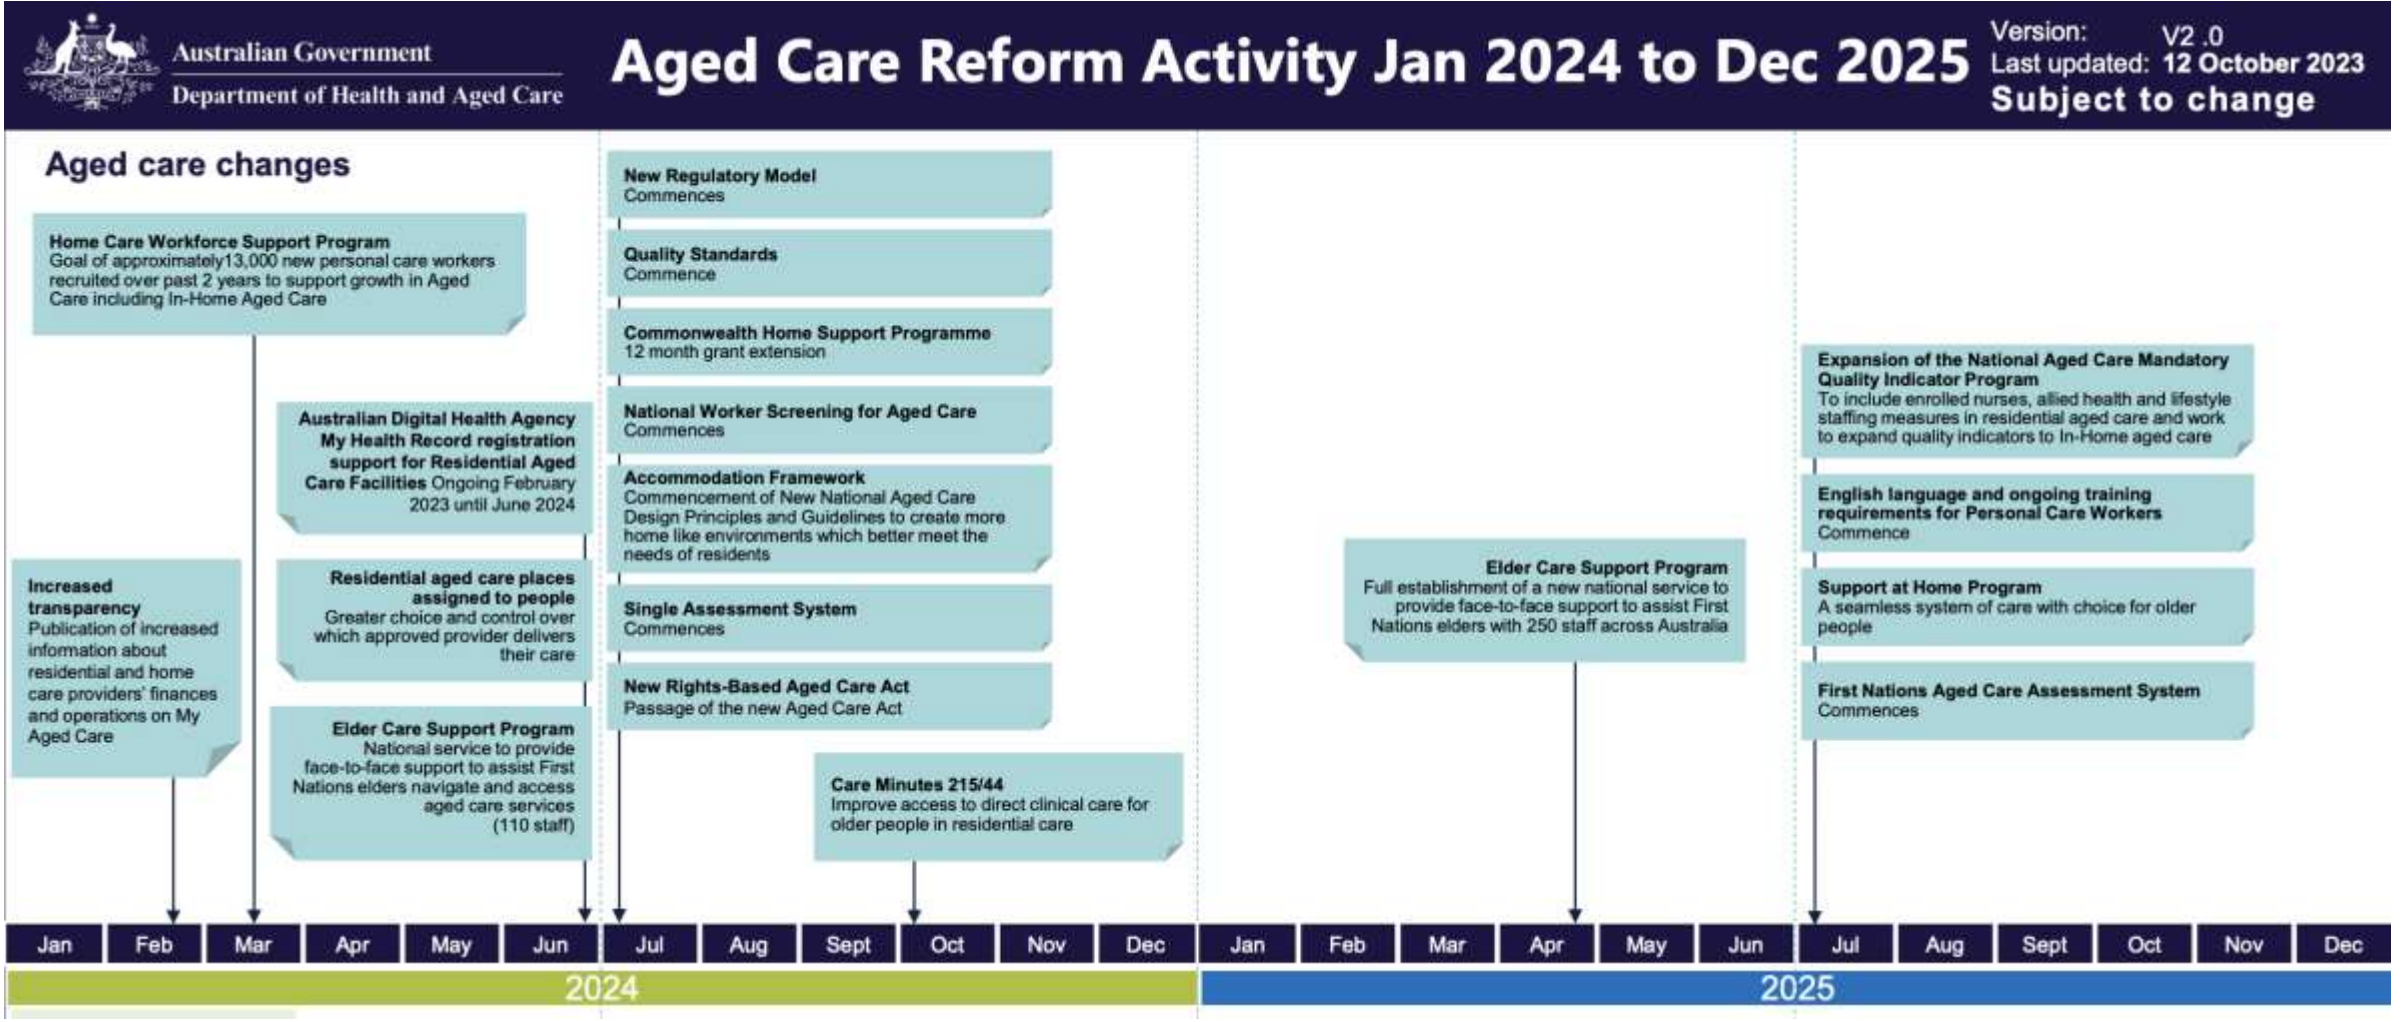 Australian Government
Department of Health and Aged Care
Aged Care Reform Activity Jan 2024 to Dec 2025
Version: V2 .0
Last updated: 12 October 2023
Subject to change
Aged care changes
Home Care Workforce Support Program
Goal of approximately13,000 new personal care workers
recruited over past 2 years to support growth in Aged
Care including In-Home Aged Care
Increased
transparency
Publication of increased
information about
residential and home
care providers' finances
and operations on My
Aged Care
Australian Digital Health Agency
My Health Record registration
support for Residential Aged
Care Facilities Ongoing February
2023 until June 2024
Residential aged care places
assigned to people
Greater choice and control over
which approved provider delivers
their care
Elder Care Support Program
National service to provide
face-to-face support to assist First
Nations elders navigate and access
aged care services
(110 staff)
New Regulatory Model
Commences
Quality Standards
Commence
Commonwealth Home Support Programme
12 month grant extension
National Worker Screening for Aged Care
Commences
Accommodation Framework
Commencement of New National Aged Care
Design Principles and Guidelines to create more
home like environments which better meet the
needs of residents
Single Assessment System
Commences
New Rights-Based Aged Care Act
Passage of the new Aged Care Act
Care Minutes 215/44
Improve access to direct clinical care for
older people in residential care
Elder Care Support Program
Full establishment of a new national service to
provide face-to-face support to assist First
Nations elders with 250 staff across Australia
Expansion of the National Aged Care Mandatory
Quality Indicator Program
To include enrolled nurses, allied health and lifestyle
staffing measures in residential aged care and work
to expand quality indicators to In-Home aged care
English language and ongoing training
requirements for Personal Care Workers
Commence
Support at Home Program
A seamless system of care with choice for older
people
First Nations Aged Care Assessment System
Commences
Jan Feb Mar Apr May Jun Jul Aug Sept Oct Nov Dec Jan Feb Mar Apr May Jun Jul Aug Sept Oct Nov Dec
2024 2025